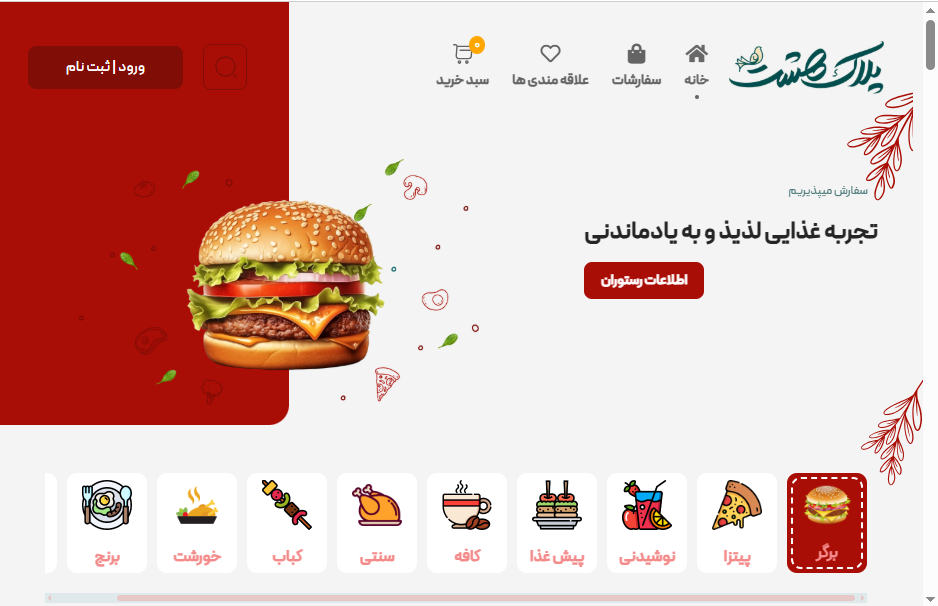 پلاک هشت
خانه
سفارشات
علاقه مندی ها
سبد خرید
۰
ورود | ثبت نام
سفارش میپذیریم
تجربه غذایی لذیذ و به یادماندنی
اطلاعات رستوران
برگر
پیتزا
نوشیدنی
پیش غذا
کافه
سنتی
کباب
خورشت
برنج